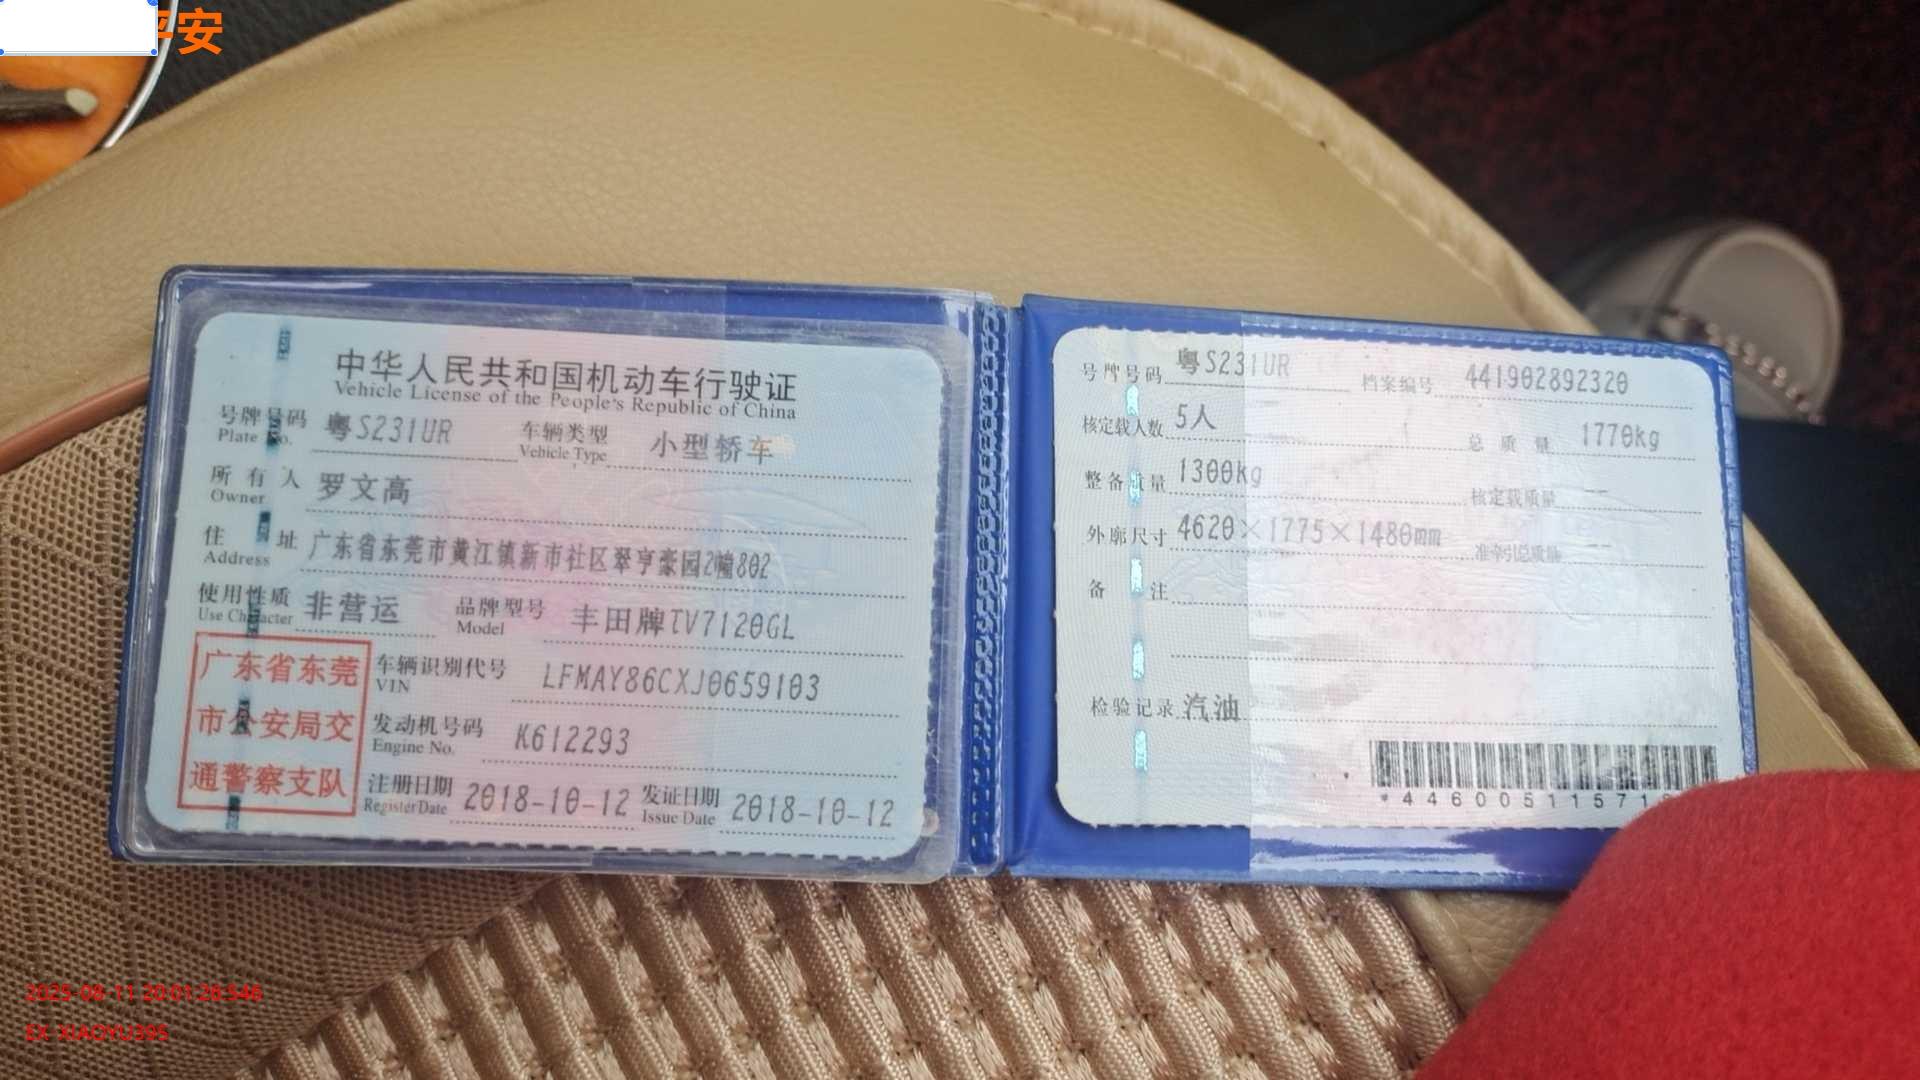 安
中华人民共和国机动车行驶证
Vehicle License of the People's Republic of China
号牌号码 粤S231UR 车辆类型 小型轿车
Plate No. Vehicle Type
所有人 罗文高
Owner
住址 广东省东莞市黄江镇新市社区翠亨豪园2幢802
Address
使用性质 非营运 品牌型号 丰田牌TV7120GL
Use Character Model
车辆识别代号 LFMAY86CXJ0659103
VIN
发动机号码 K612293
Engine No.
注册日期 2018-10-12 发证日期 2018-10-12
Register Date Issue Date
广东省东莞
市公安局交
通警察支队
号牌号码 粤S231UR 档案编号 441902892320
核定载人数 5人 总质量 1770kg
整备质量 1300kg 核定载质量 --
外廓尺寸 4620×1775×1480mm 准牵引总质量 --
备注
检验记录 汽油
*44600511571
2025-08-11 20:01:26:546
EX-XIAOYU395